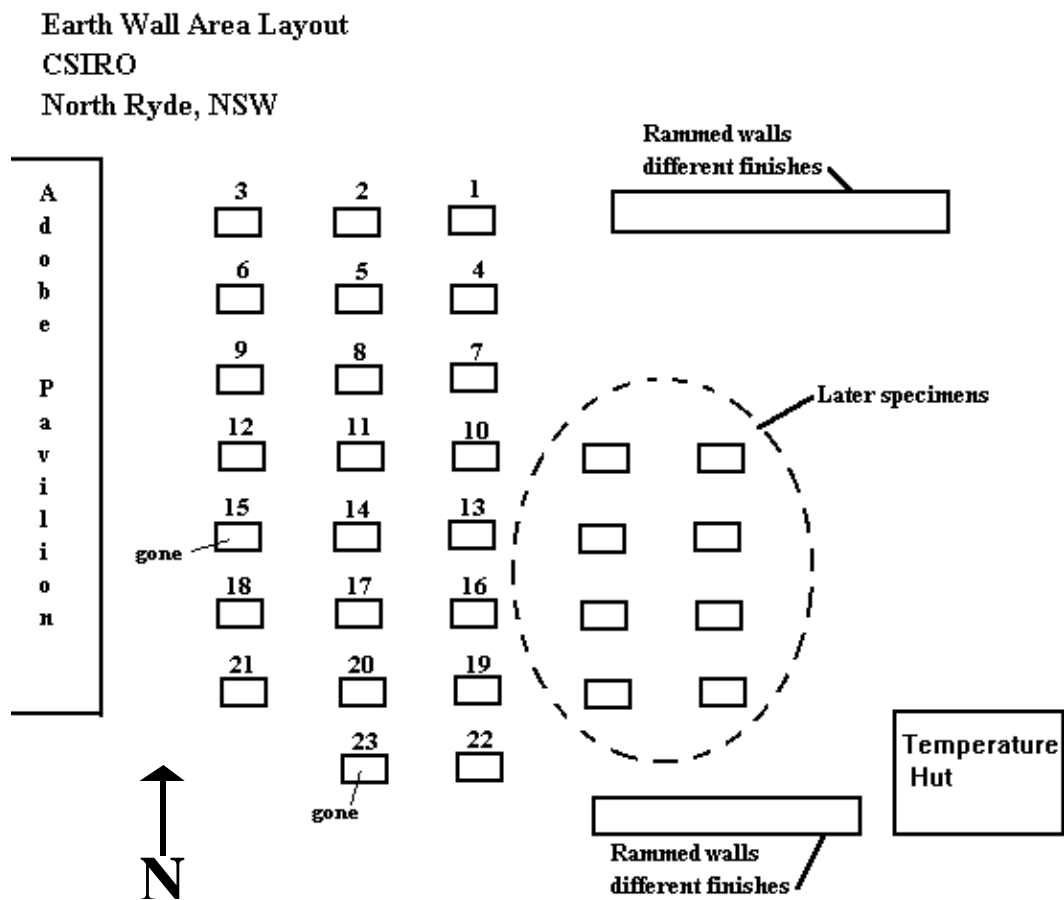 Earth Wall Area Layout
CSIRO
North Ryde, NSW
Rammed walls
different finishes
Adobe Pavilion
3 2 1
6 5 4
9 8 7
Later specimens
12 11 10
15 14 13
gone
18 17 16
21 20 19
23 22
gone
Temperature
Hut
Rammed walls
different finishes
N